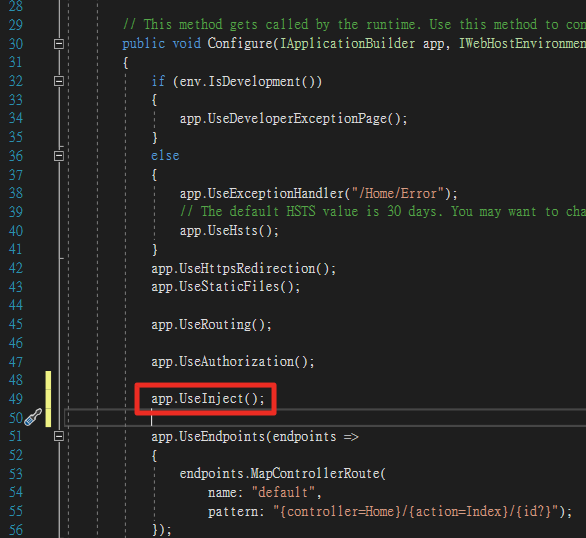 28
29 // This method gets called by the runtime. Use this method to con
30 public void Configure(IApplicationBuilder app, IWebHostEnvironmen
31 {
32 if (env.IsDevelopment())
33 {
34 app.UseDeveloperExceptionPage();
35 }
36 else
37 {
38 app.UseExceptionHandler("/Home/Error");
39 // The default HSTS value is 30 days. You may want to cha
40 app.UseHsts();
41 }
42 app.UseHttpsRedirection();
43 app.UseStaticFiles();
44
45 app.UseRouting();
46
47 app.UseAuthorization();
48
49 app.UseInject();
50
51 app.UseEndpoints(endpoints =>
52 {
53 endpoints.MapControllerRoute(
54 name: "default",
55 pattern: "{controller=Home}/{action=Index}/{id?}");
56 });